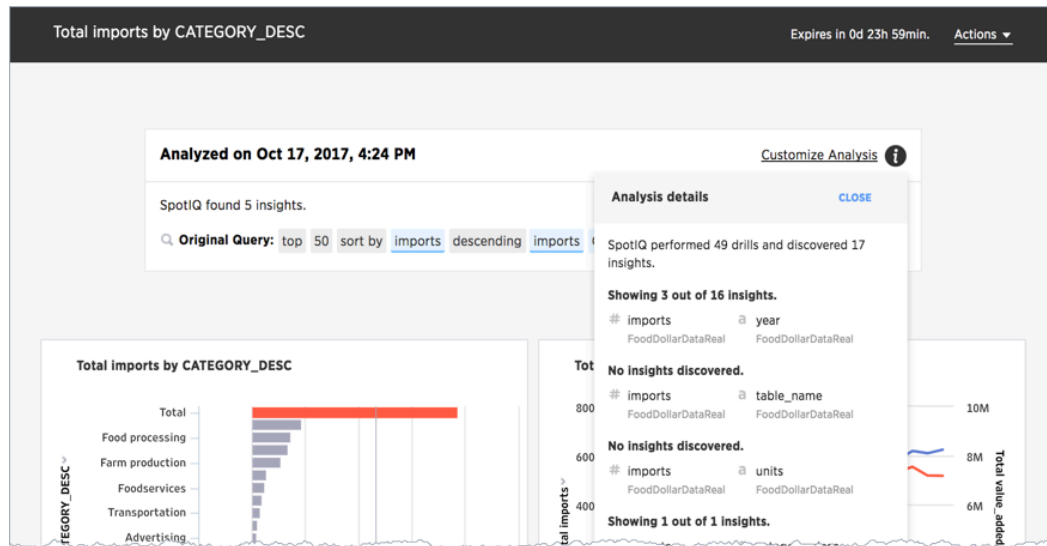 Total imports by CATEGORY_DESC
Expires in 0d 23h 59min.
Actions
Analyzed on Oct 17, 2017, 4:24 PM
Customize Analysis
SpotIQ found 5 insights.
Original Query: top 50 sort by imports descending imports
Analysis details
CLOSE
SpotIQ performed 49 drills and discovered 17
insights.
Showing 3 out of 16 insights.
# imports a year
FoodDollarDataReal FoodDollarDataReal
No insights discovered.
# imports a table_name
FoodDollarDataReal FoodDollarDataReal
No insights discovered.
# imports a units
FoodDollarDataReal FoodDollarDataReal
Showing 1 out of 1 insights.
Total imports by CATEGORY_DESC
Total
Food processing
Farm production
Foodservices
Transportation
Advertising
TEGORY_DESC
Tot
800
600
400
tal imports
10M
8M
6M
Total value_added